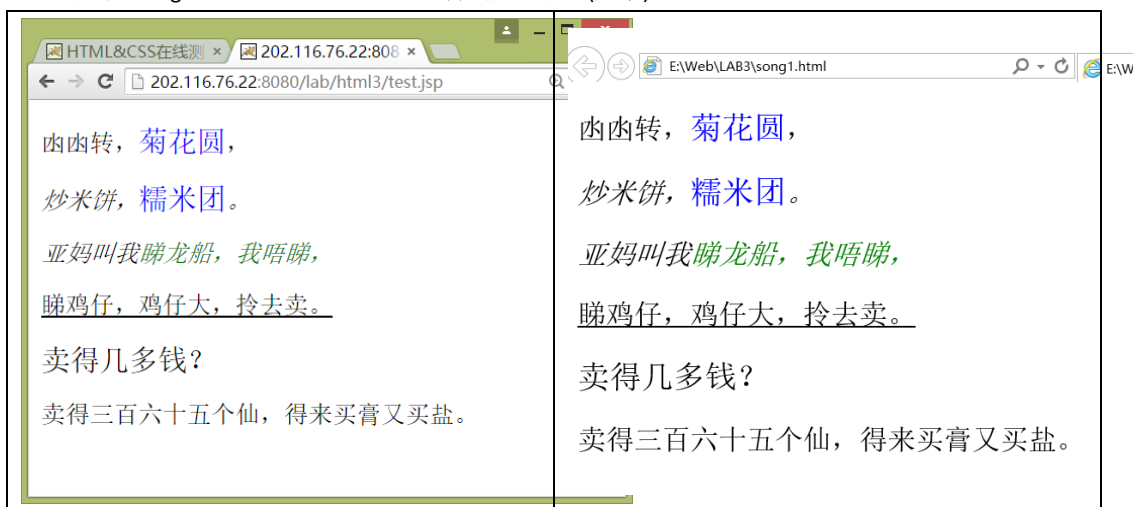 HTML&CSS在线测 × 202.116.76.22:808 ×
202.116.76.22:8080/lab/html3/test.jsp
凼凼转，菊花圆，
炒米饼，糯米团。
亚妈叫我睇龙船，我唔睇，
睇鸡仔，鸡仔大，拎去卖。
卖得几多钱？
卖得三百六十五个仙，得来买膏又买盐。
E:\Web\LAB3\song1.html
E:\W
凼凼转，菊花圆，
炒米饼，糯米团。
亚妈叫我睇龙船，我唔睇，
睇鸡仔，鸡仔大，拎去卖。
卖得几多钱？
卖得三百六十五个仙，得来买膏又买盐。